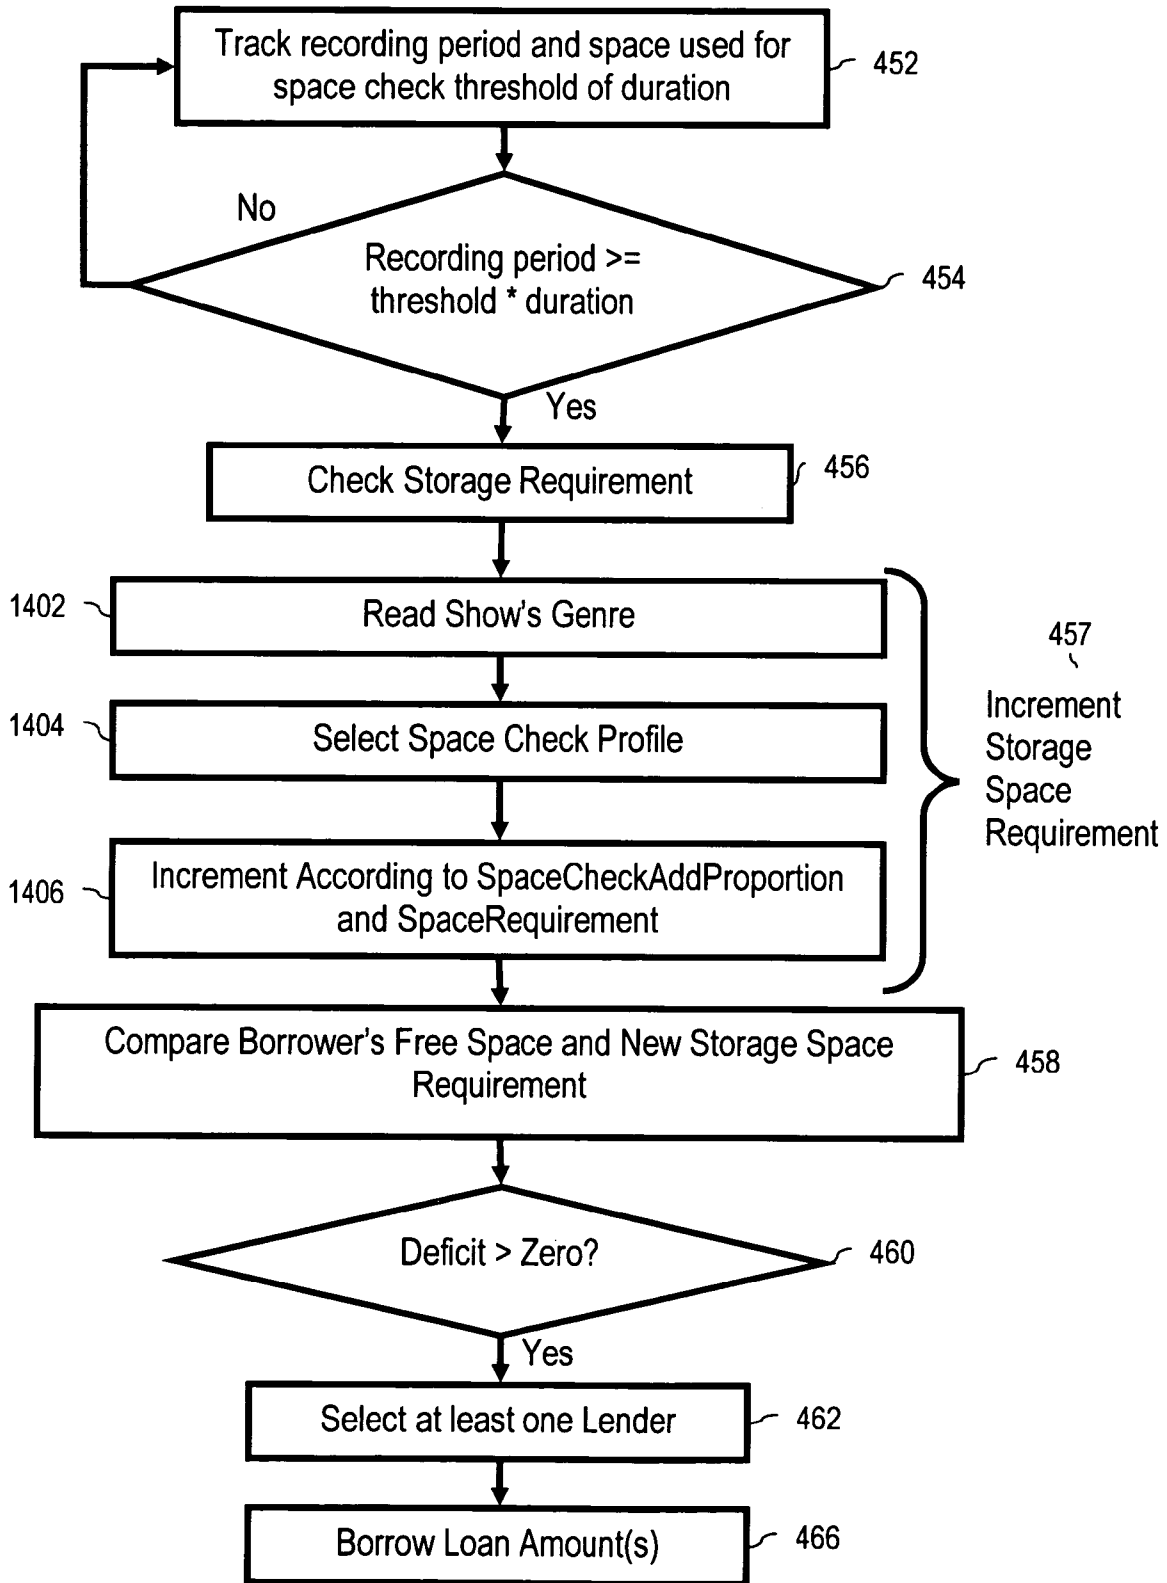 Track recording period and space used for
space check threshold of duration
452
No
Recording period >=
threshold * duration
454
Yes
Check Storage Requirement
456
1402
Read Show's Genre
457
Increment
Storage
Space
Requirement
1404
Select Space Check Profile
1406
Increment According to SpaceCheckAddProportion
and SpaceRequirement
Compare Borrower's Free Space and New Storage Space
Requirement
458
Deficit > Zero?
460
Yes
Select at least one Lender
462
Borrow Loan Amount(s)
466